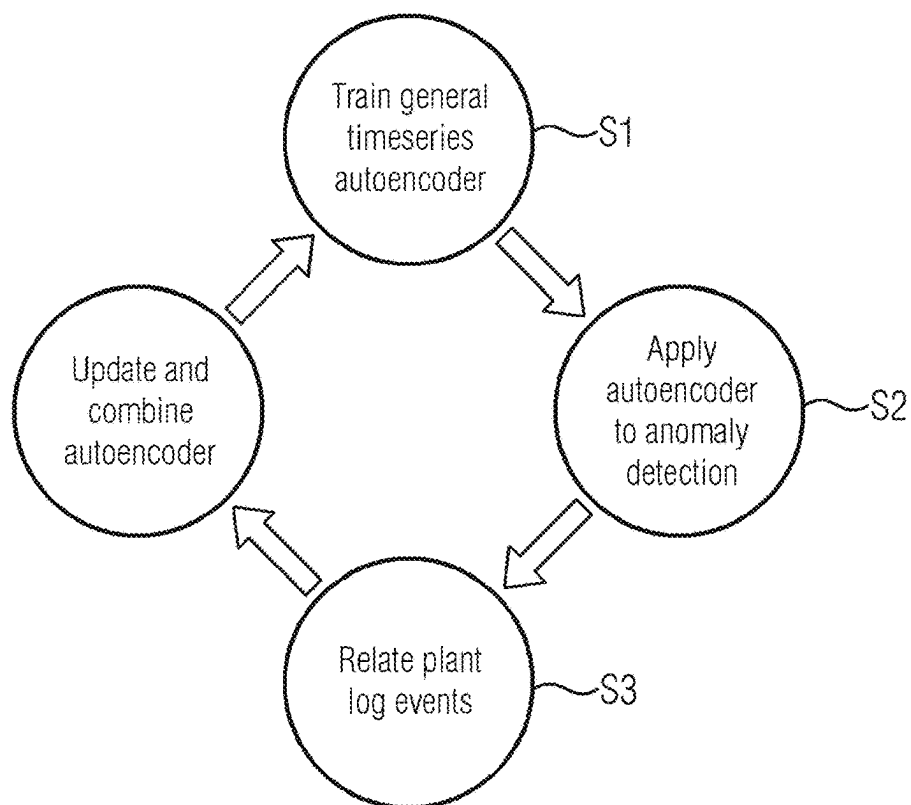 Train general
timeseries
autoencoder
S1
Apply
autoencoder
to anomaly
detection
S2
Relate plant
log events
S3
Update and
combine
autoencoder